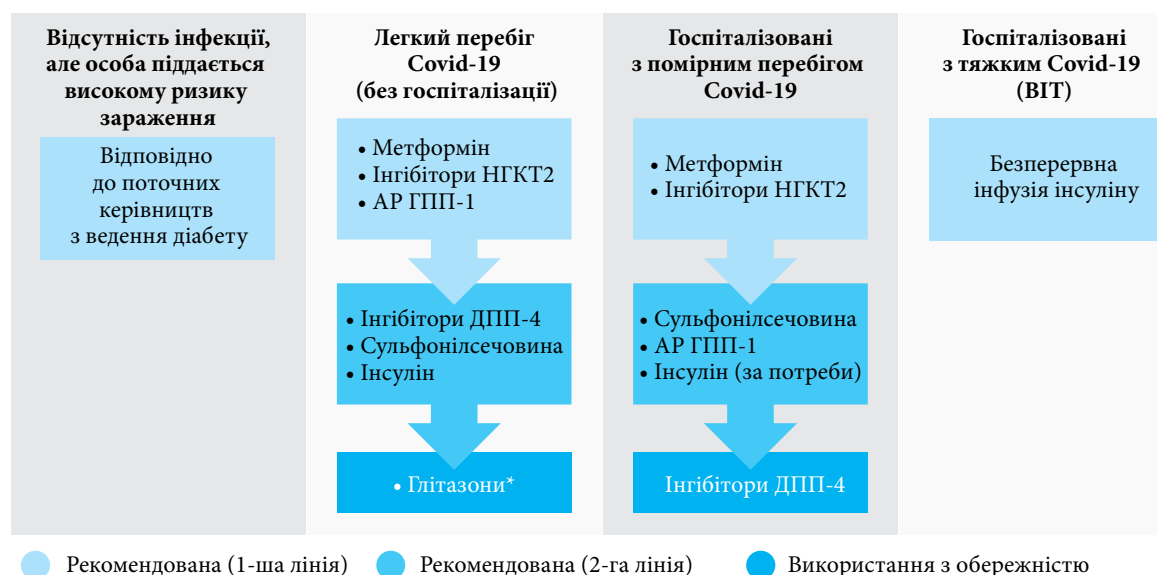 Відсутність інфекції,
але особа піддається
високому ризику
зараження
Відповідно
до поточних
керівництв
з ведення діабету
Легкий перебіг
Covid-19
(без госпіталізації)
• Метформін
• Інгібітори НГКТ2
• АР ГПП-1
• Інгібітори ДПП-4
• Сульфонілсечовина
• Інсулін
• Глітазони*
Госпіталізовані
з помірним перебігом
Covid-19
• Метформін
• Інгібітори НГКТ2
• Сульфонілсечовина
• АР ГПП-1
• Інсулін (за потреби)
Інгібітори ДПП-4
Госпіталізовані
з тяжким Covid-19
(ВІТ)
Безперервна
інфузія інсуліну
Рекомендована (1-ша лінія)
Рекомендована (2-га лінія)
Використання з обережністю